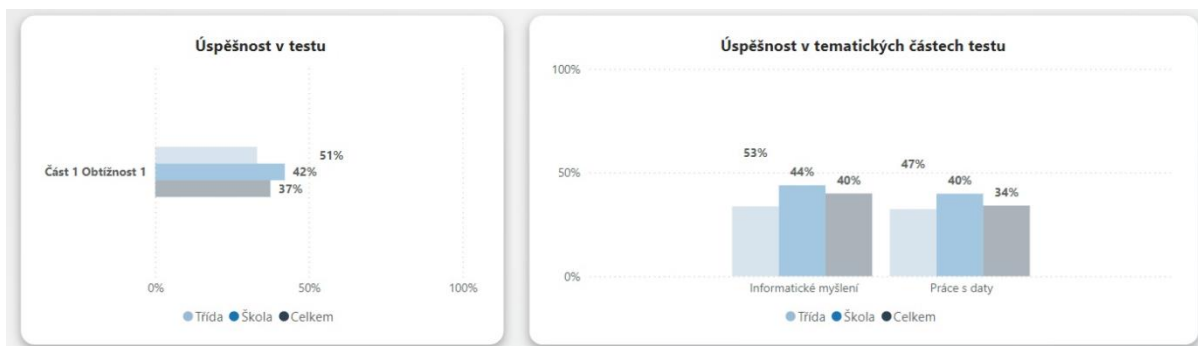 Úspěšnost v testu
51%
Část 1 Obtížnost 1
42%
37%
0%
50%
100%
Třída Škola Celkem
Úspěšnost v tematických částech testu
100%
53%
47%
50%
44%
40%
40%
34%
0%
Informatické myšlení
Práce s daty
Třída Škola Celkem